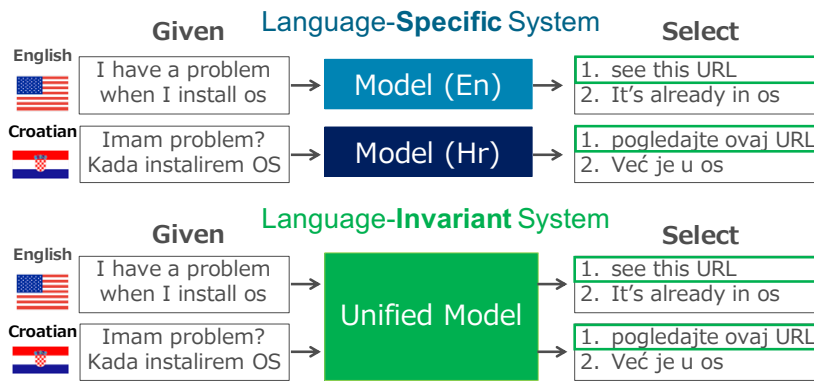 Language-Specific System
Given
Select
English
I have a problem
when I install os
Model (En)
1. see this URL
2. It's already in os
Croatian
Imam problem?
Kada instalirem OS
Model (Hr)
1. pogledajte ovaj URL
2. Već je u os
Language-Invariant System
Given
Select
English
I have a problem
when I install os
Unified Model
1. see this URL
2. It's already in os
Croatian
Imam problem?
Kada instalirem OS
1. pogledajte ovaj URL
2. Već je u os